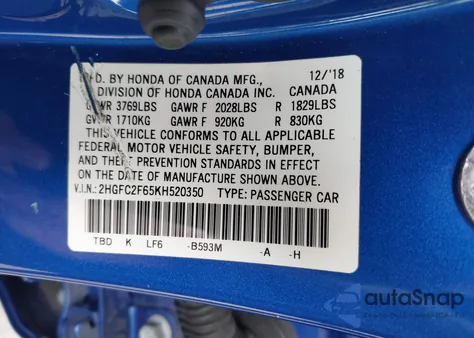 MFD. BY HONDA OF CANADA MFG., 12/'18
DIVISION OF HONDA CANADA INC. CANADA
GVWR 3769LBS GAWR F 2028LBS R 1829LBS
GVWR 1710KG GAWR F 920KG R 830KG
THIS VEHICLE CONFORMS TO ALL APPLICABLE
FEDERAL MOTOR VEHICLE SAFETY, BUMPER,
AND THEFT PREVENTION STANDARDS IN EFFECT
ON THE DATE OF MANUFACTURE SHOWN ABOVE.
V.I.N.: 2HGFC2F65KH520350 TYPE: PASSENGER CAR
TBD K LF6 -B593M -A -H
autoSnap